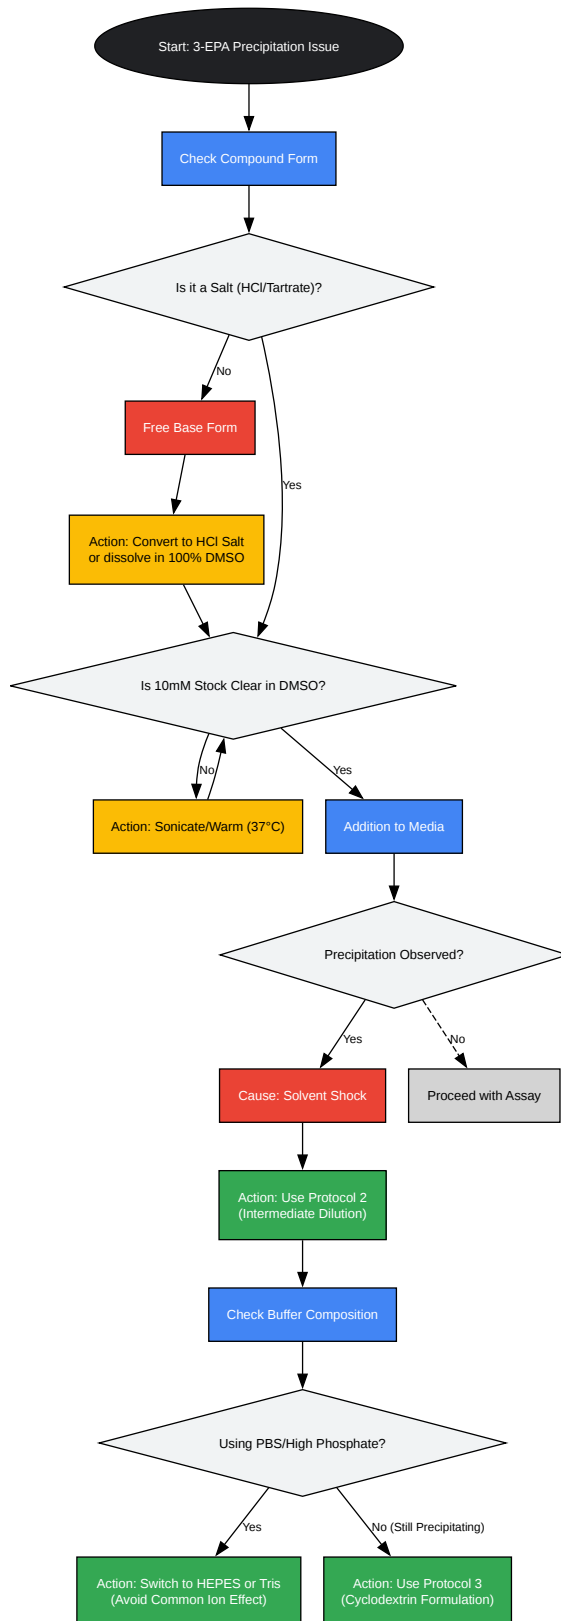 Start: 3-EPA Precipitation Issue
Check Compound Form
Is it a Salt (HCl/Tartrate)?
No
Free Base Form
Yes
Action: Convert to HCl Salt
or dissolve in 100% DMSO
Is 10mM Stock Clear in DMSO?
No
Yes
Action: Sonicate/Warm (37°C)
Addition to Media
Precipitation Observed?
Yes
No
Cause: Solvent Shock
Proceed with Assay
Action: Use Protocol 2
(Intermediate Dilution)
Check Buffer Composition
Using PBS/High Phosphate?
Yes
No (Still Precipitating)
Action: Switch to HEPES or Tris
(Avoid Common Ion Effect)
Action: Use Protocol 3
(Cyclodextrin Formulation)